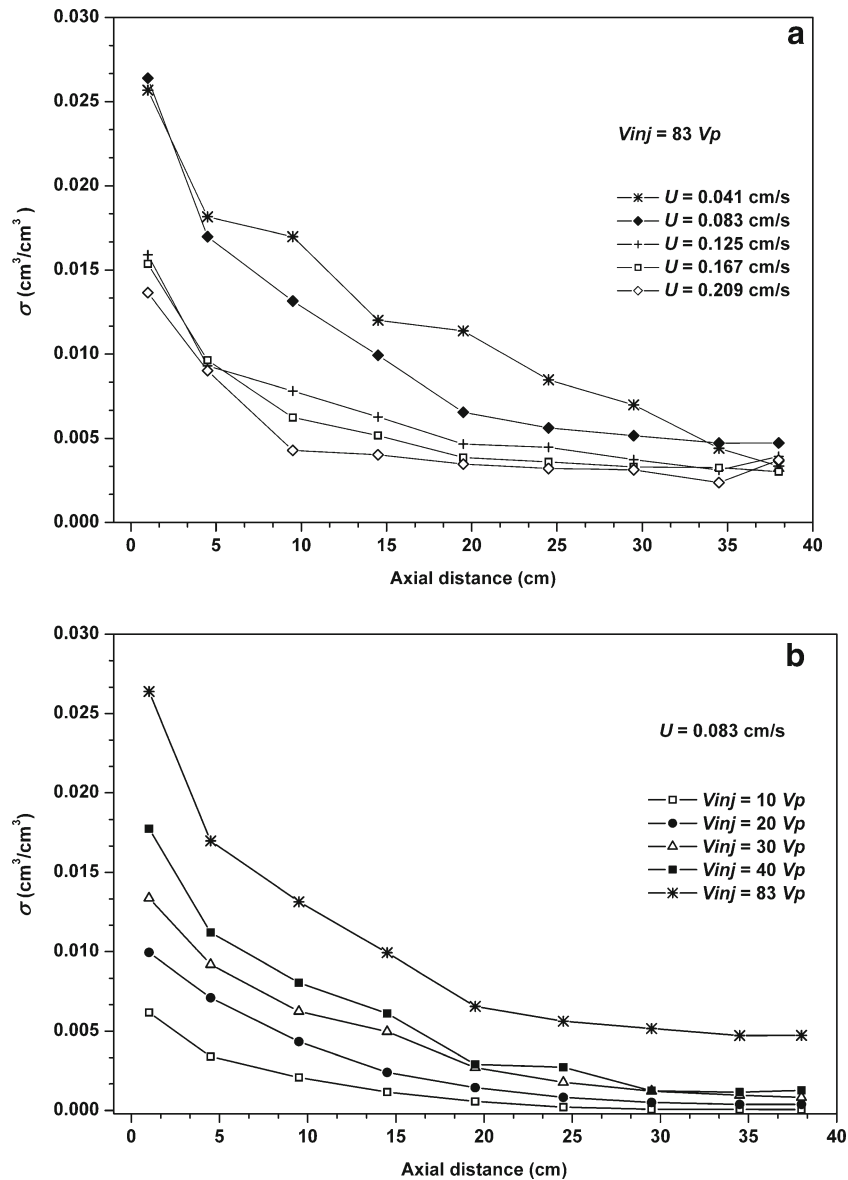 a
0.030
0.025
0.020
0.015
0.010
0.005
0.000
σ (cm³/cm³)
Vinj = 83 Vp
U = 0.041 cm/s
U = 0.083 cm/s
U = 0.125 cm/s
U = 0.167 cm/s
U = 0.209 cm/s
0 5 10 15 20 25 30 35 40
Axial distance (cm)
b
0.030
0.025
0.020
0.015
0.010
0.005
0.000
σ (cm³/cm³)
U = 0.083 cm/s
Vinj = 10 Vp
Vinj = 20 Vp
Vinj = 30 Vp
Vinj = 40 Vp
Vinj = 83 Vp
0 5 10 15 20 25 30 35 40
Axial distance (cm)